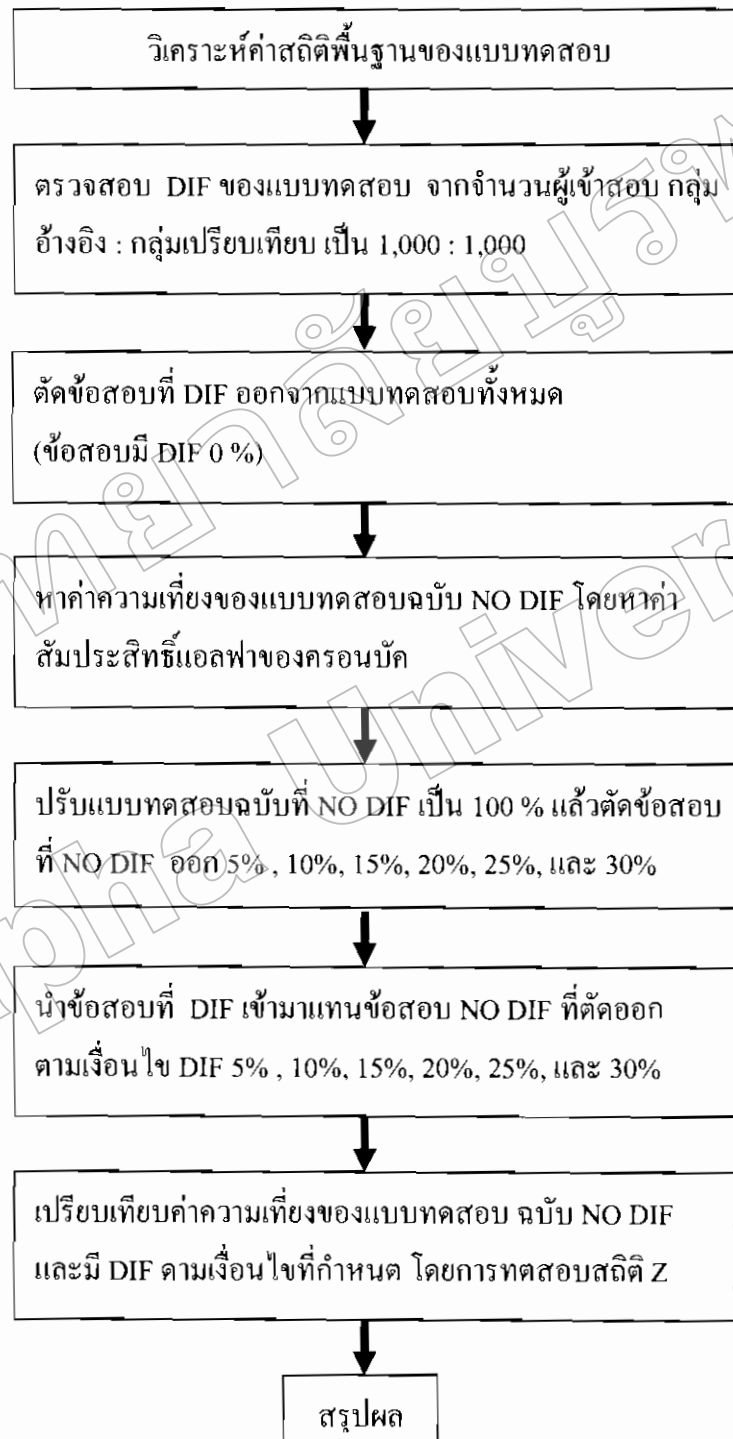 วิเคราะห์ค่าสถิติพื้นฐานของแบบทดสอบ
ตรวจสอบ DIF ของแบบทดสอบ จากจำนวนผู้เข้าสอบ กลุ่ม
อ้างอิง : กลุ่มเปรียบเทียบ เป็น 1,000 : 1,000
ตัดข้อสอบที่ DIF ออกจากแบบทดสอบทั้งหมด
(ข้อสอบมี DIF 0 %)
หาค่าความเที่ยงของแบบทดสอบฉบับ NO DIF โดยหาค่า
สัมประสิทธิ์แอลฟาของครอนบัค
ปรับแบบทดสอบฉบับที่ NO DIF เป็น 100 % แล้วตัดข้อสอบ
ที่ NO DIF ออก 5% , 10%, 15%, 20%, 25%, และ 30%
นำข้อสอบที่ DIF เข้ามาแทนข้อสอบ NO DIF ที่ตัดออก
ตามเงื่อนไข DIF 5% , 10%, 15%, 20%, 25%, และ 30%
เปรียบเทียบค่าความเที่ยงของแบบทดสอบ ฉบับ NO DIF
และมี DIF ตามเงื่อนไขที่กำหนด โดยการทดสอบสถิติ Z
สรุปผล